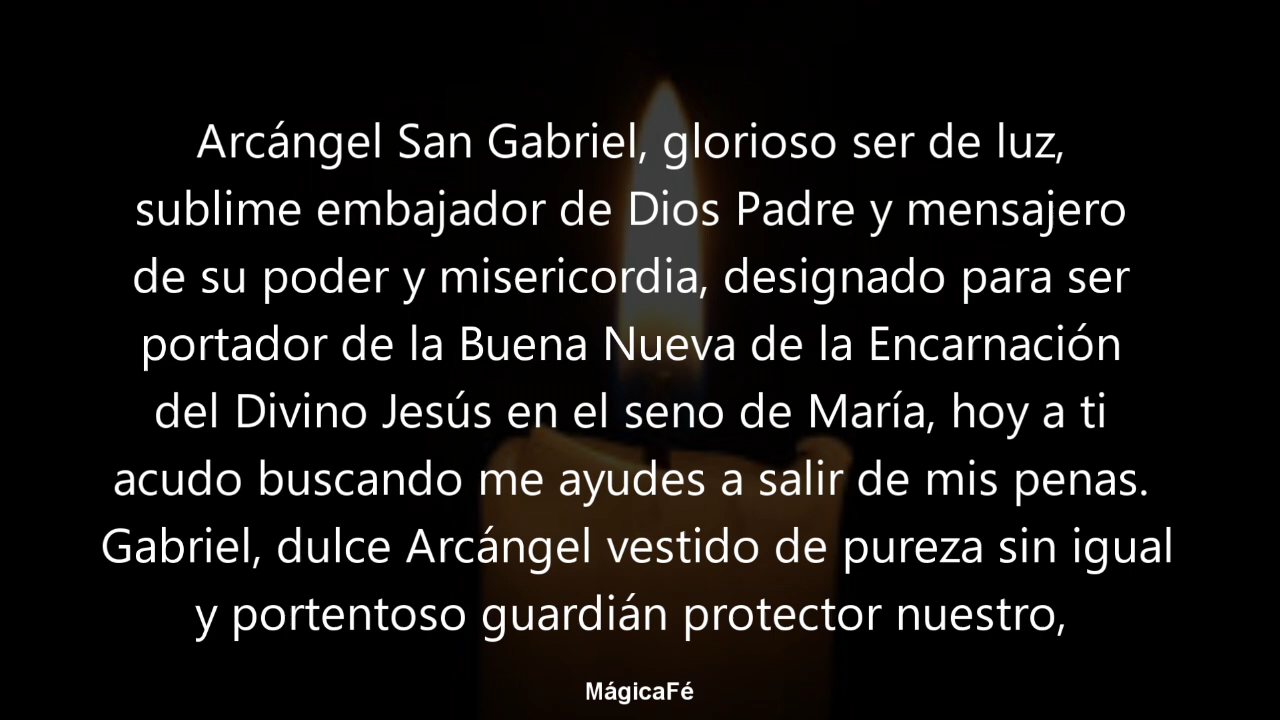 Arcángel San Gabriel, glorioso ser de luz,
sublime embajador de Dios Padre y mensajero
de su poder y misericordia, designado para ser
portador de la Buena Nueva de la Encarnación
del Divino Jesús en el seno de María, hoy a ti
acudo buscando me ayudes a salir de mis penas.
Gabriel, dulce Arcángel vestido de pureza sin igual
y portentoso guardián protector nuestro,
MágicaFé